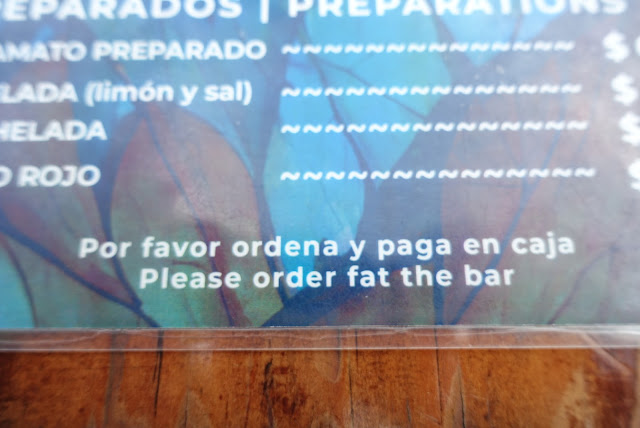 PREPARADOS | PREPARATIONS
AMATO PREPARADO ~~~~~~~~~~~~~~~~~~~~~~ $
ELADA (limón y sal) ~~~~~~~~~~~~~~~~~~~~~~ $
HELADA ~~~~~~~~~~~~~~~~~~~~~~ $
O ROJO ~~~~~~~~~~~~~~~~~~~~~~ $
Por favor ordena y paga en caja
Please order fat the bar